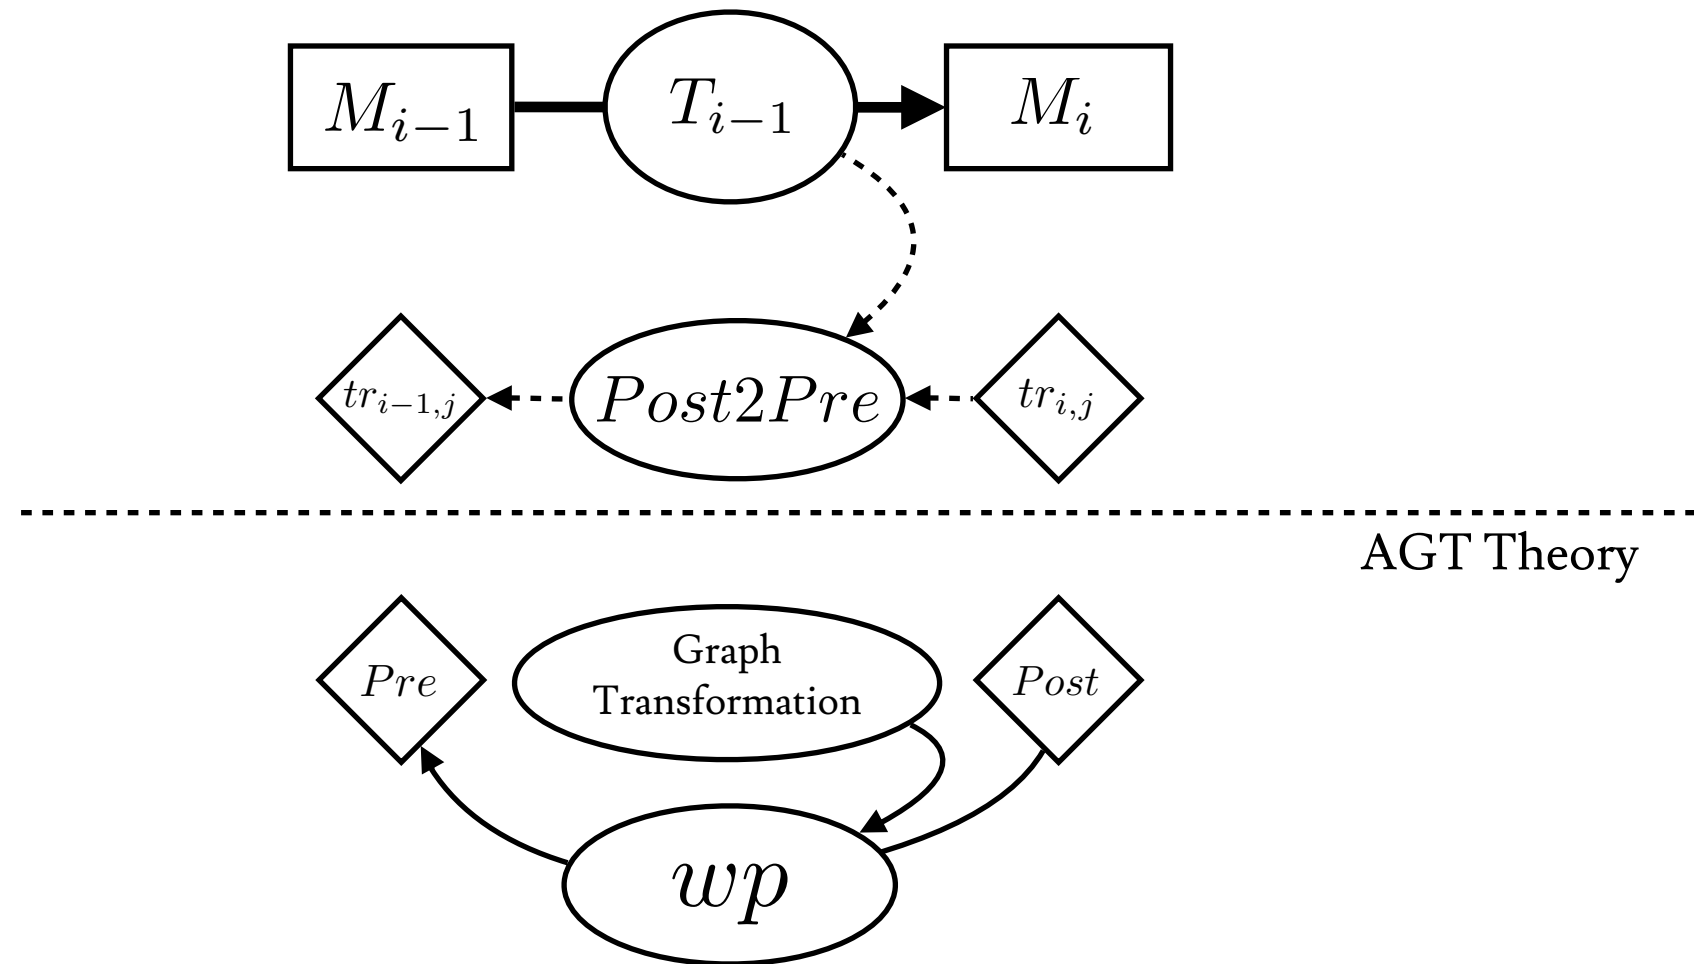 M_{i-1}
T_{i-1}
M_i
tr_{i-1,j}
Post2Pre
tr_{i,j}
AGT Theory
Pre
Graph
Transformation
Post
wp